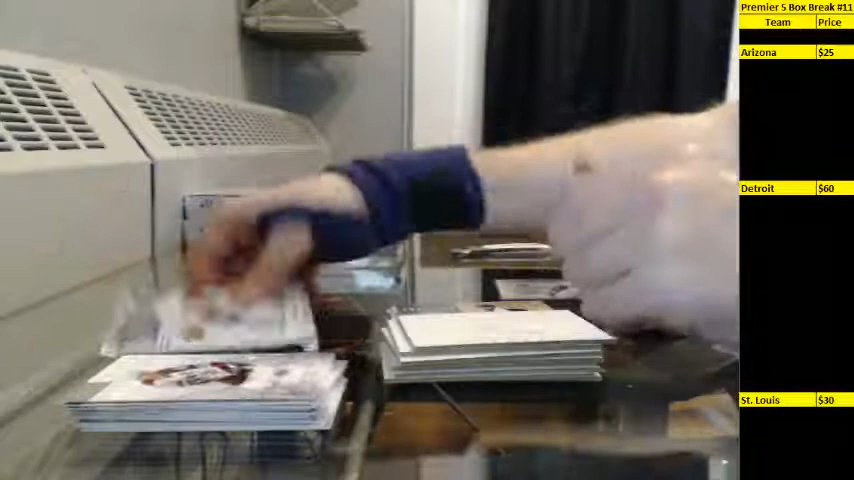 Premier 5 Box Break #11
Team Price
Arizona $25
Detroit $60
St. Louis $30